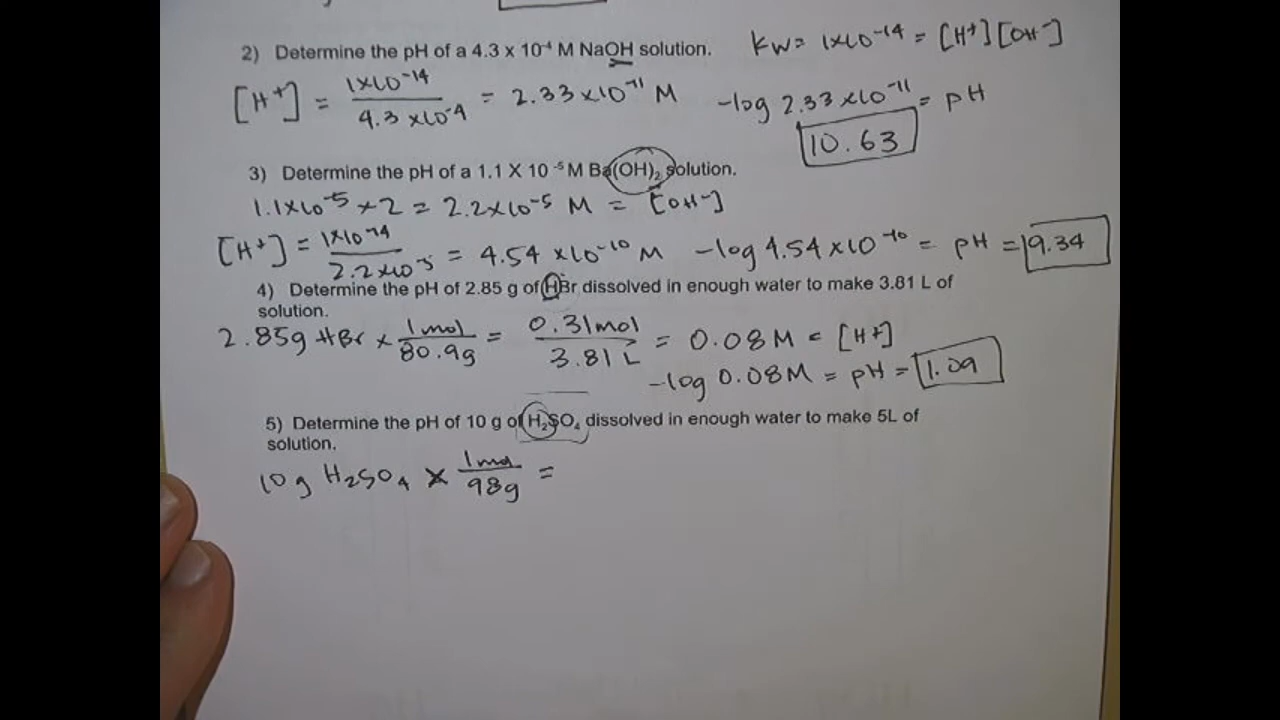 2) Determine the pH of a 4.3 x 10⁻⁴ M NaOH solution.
Kw = 1x10⁻¹⁴ = [H⁺][OH⁻]
[H⁺] = 1x10⁻¹⁴ / 4.3 x10⁻⁴ = 2.33x10⁻¹¹ M
-log 2.33x10⁻¹¹ = pH
10.63
3) Determine the pH of a 1.1 X 10⁻⁵ M Ba(OH)₂ solution.
1.1x10⁻⁵ x 2 = 2.2x10⁻⁵ M = [OH⁻]
[H⁺] = 1x10⁻¹⁴ / 2.2x10⁻⁵ = 4.54 x10⁻¹⁰ M -log 4.54x10⁻¹⁰ = pH = 9.34
4) Determine the pH of 2.85 g of HBr dissolved in enough water to make 3.81 L of
solution.
2.85g HBr x 1mol / 80.9g = 0.31mol / 3.81 L = 0.08M = [H⁺]
-log 0.08M = pH = 1.09
5) Determine the pH of 10 g of H₂SO₄ dissolved in enough water to make 5L of
solution.
10g H₂SO₄ x 1mol / 98g =